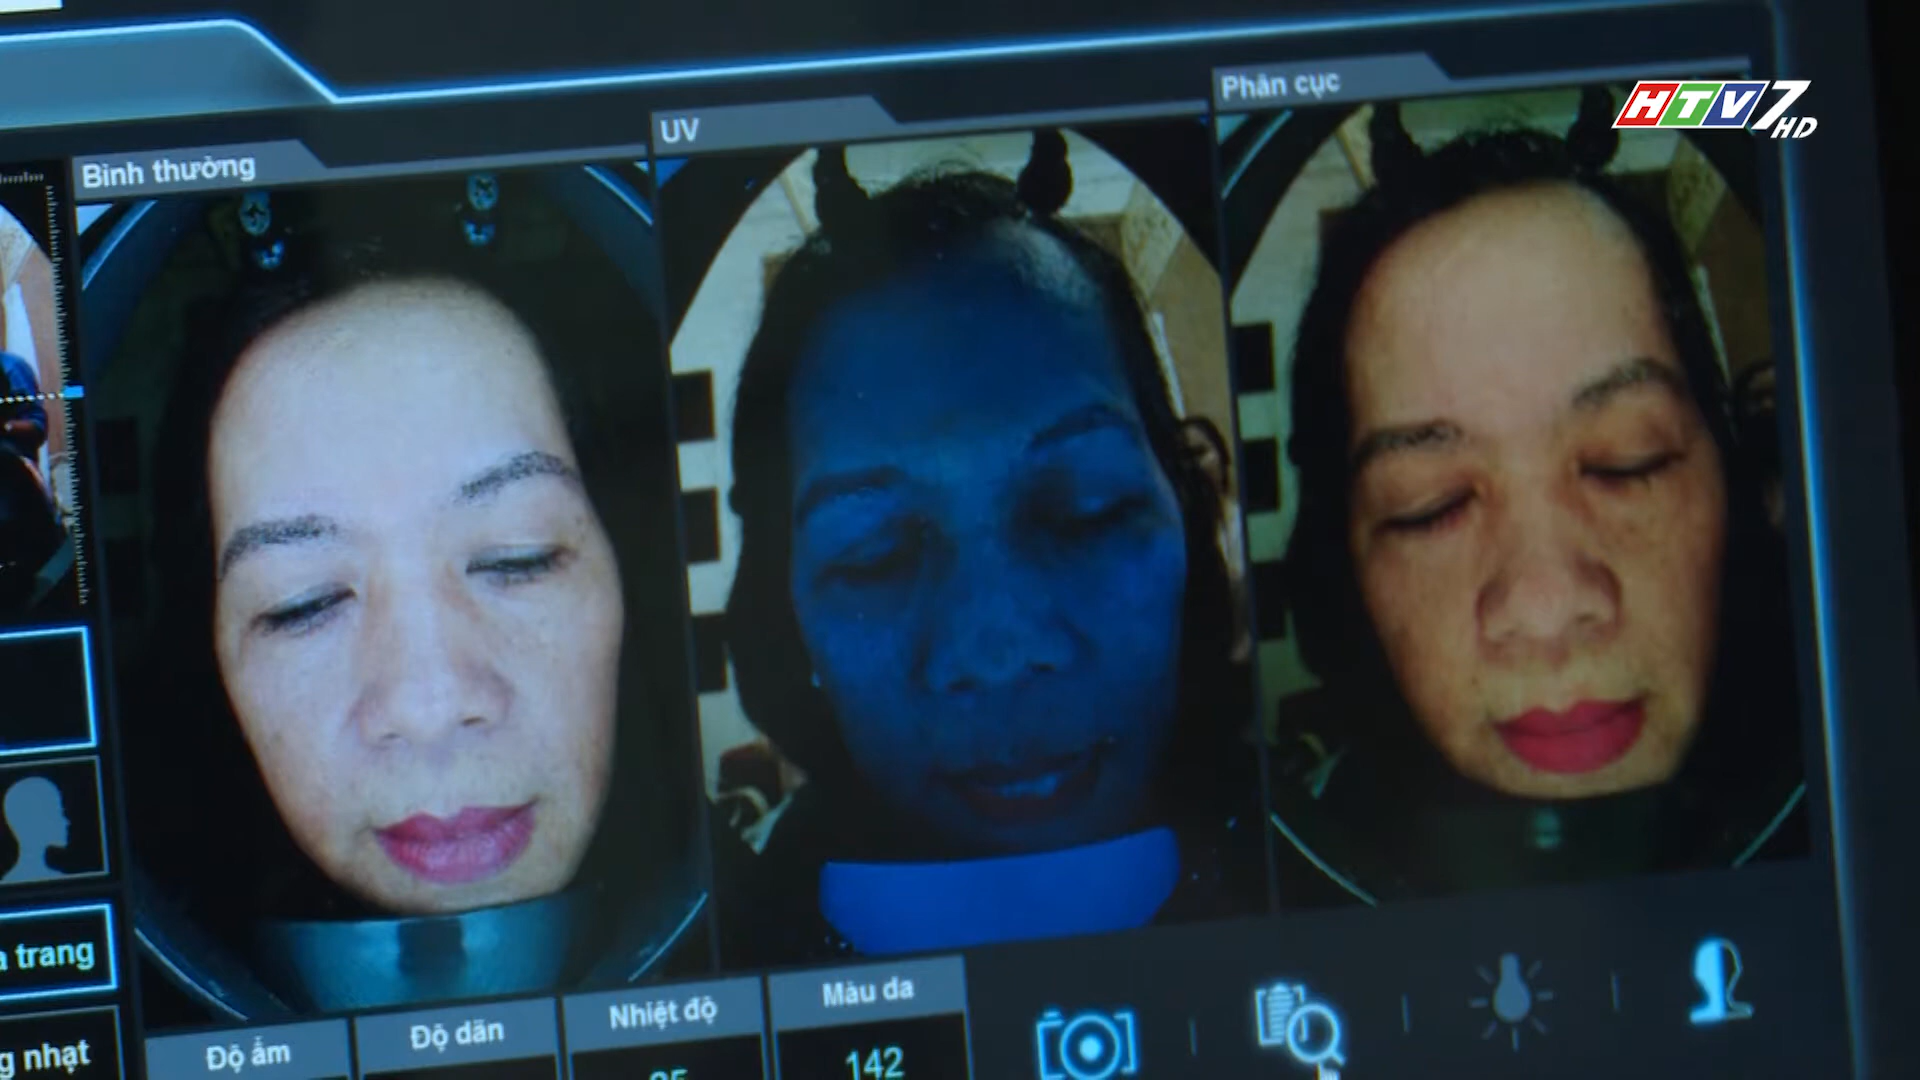 HTV7 HD
Phân cực
UV
Bình thường
trang
nhạt
Độ ẩm
Độ dãn
Nhiệt độ
Màu da
142